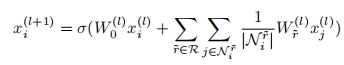 $x_i^{(l+1)} = \sigma(W_0^{(l)} x_i^{(l)} + \sum_{\tilde{r} \in \mathcal{R}} \sum_{j \in \mathcal{N}_i^{\tilde{r}}} \frac{1}{|\mathcal{N}_i^{\tilde{r}}|} W_{\tilde{r}}^{(l)} x_j^{(l)})$